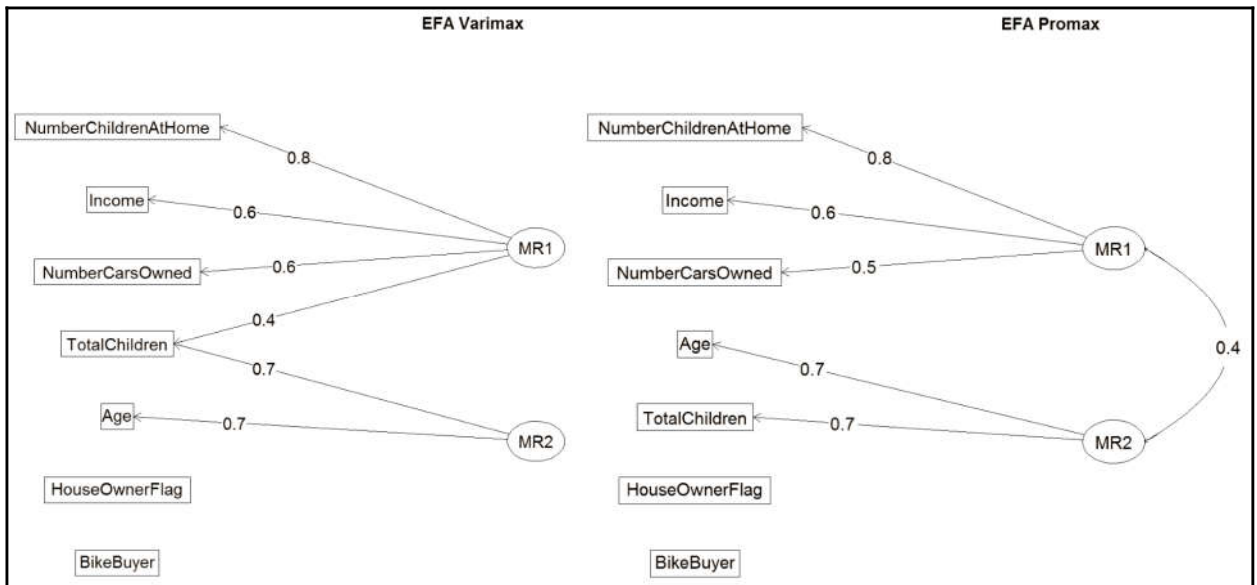 EFA Varimax
NumberChildrenAtHome
0.8
Income
0.6
MR1
NumberCarsOwned
0.6
0.4
TotalChildren
0.7
Age
0.7
MR2
HouseOwnerFlag
BikeBuyer
EFA Promax
NumberChildrenAtHome
0.8
Income
0.6
MR1
NumberCarsOwned
0.5
Age
0.4
0.7
TotalChildren
0.7
MR2
HouseOwnerFlag
BikeBuyer